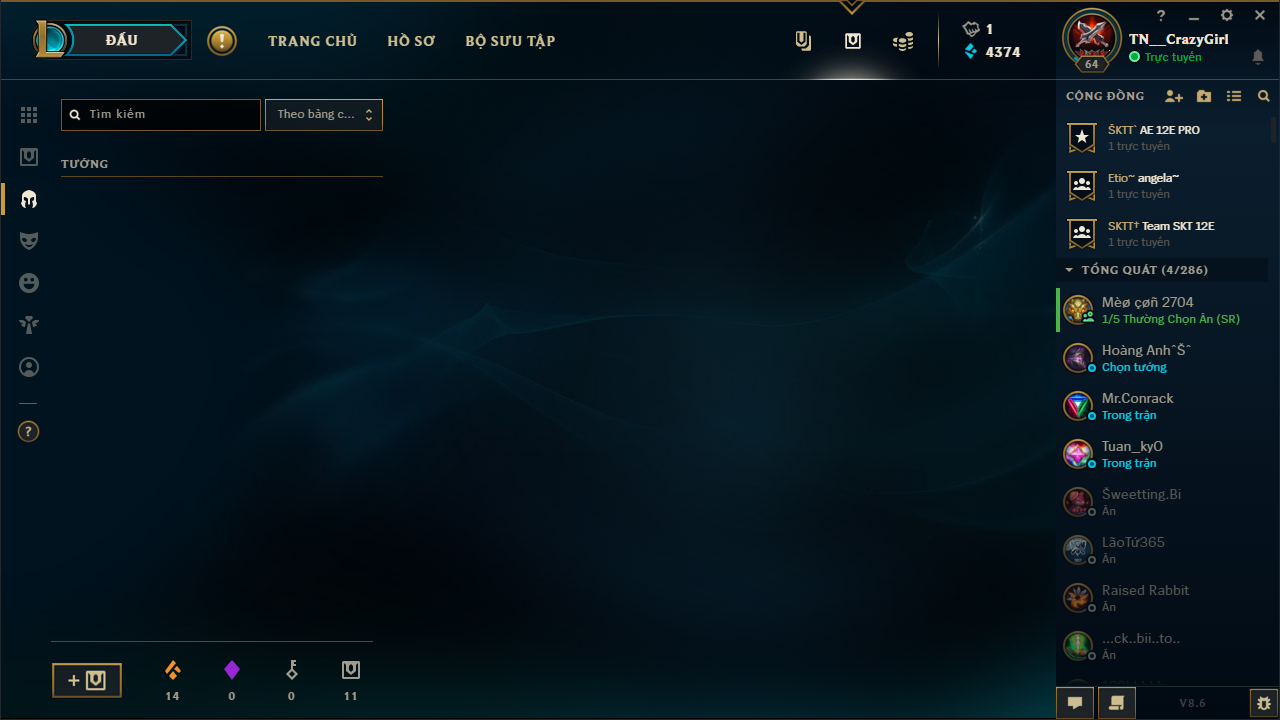 ĐẤU
!
TRANG CHỦ
HỒ SƠ
BỘ SƯU TẬP
1
4374
?
64
TN__CrazyGirl
Trực tuyến
Tìm kiếm
Theo bảng c...
TƯỚNG
?
14
0
0
11
CỘNG ĐỒNG
ŠKTT` AE 12E PRO
1 trực tuyến
Etio~ angela~
1 trực tuyến
SKTT† Team SKT 12E
1 trực tuyến
TỔNG QUÁT (4/286)
Mèø çøñ 2704
1/5 Thường Chọn Ẩn (SR)
Hoàng AnhˆŠˆ
Chọn tướng
Mr.Conrack
Trong trận
Tuan_kyO
Trong trận
Šweetting.Bi
Ẩn
LãoTứ365
Ẩn
Raised Rabbit
Ẩn
...ck..bii..to..
Ẩn
V8.6